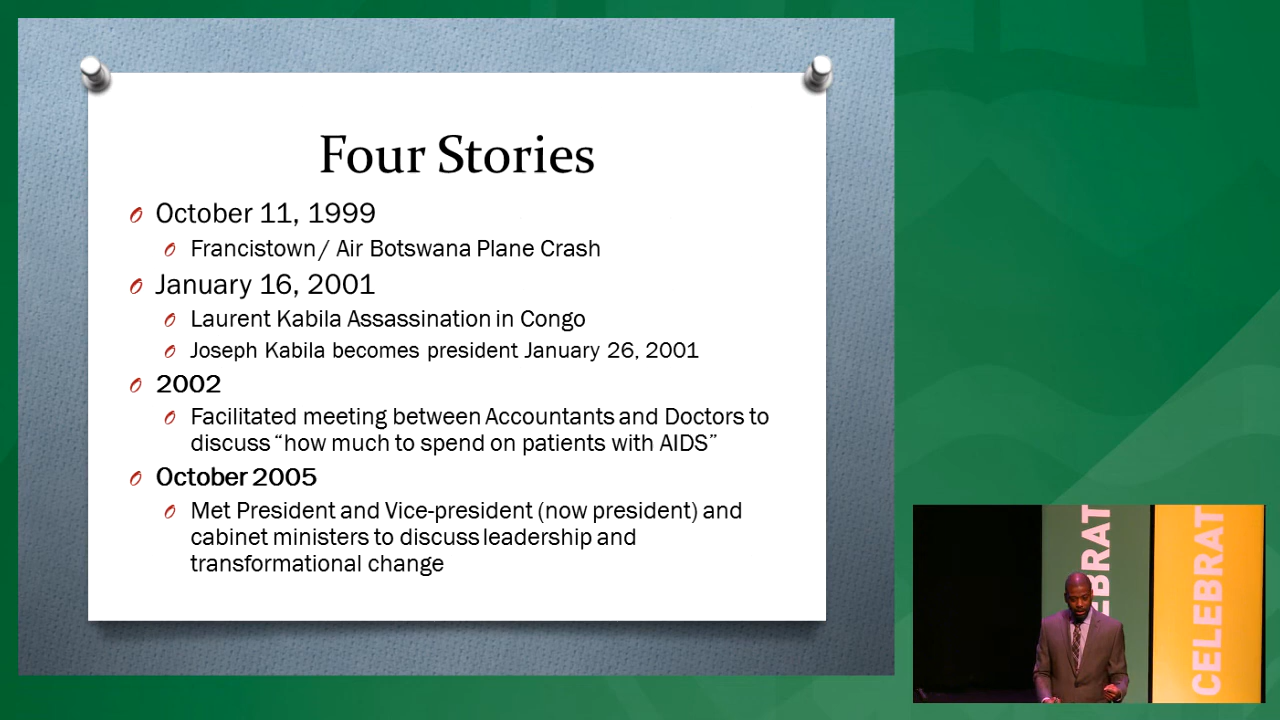 Four Stories
October 11, 1999
Francistown/ Air Botswana Plane Crash
January 16, 2001
Laurent Kabila Assassination in Congo
Joseph Kabila becomes president January 26, 2001
2002
Facilitated meeting between Accountants and Doctors to
discuss “how much to spend on patients with AIDS”
October 2005
Met President and Vice-president (now president) and
cabinet ministers to discuss leadership and
transformational change
EBRAT
CELEBRAT